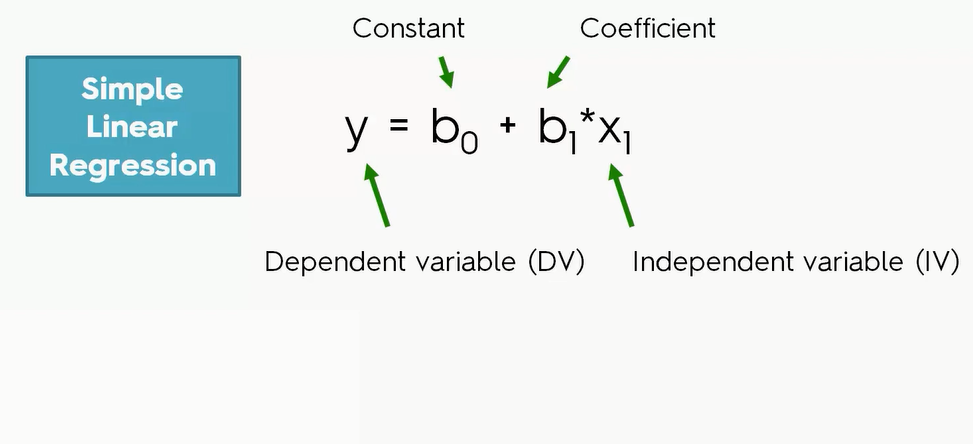 Constant
Coefficient
Simple
Linear
Regression
y = b₀ + b₁*x₁
Dependent variable (DV)
Independent variable (IV)